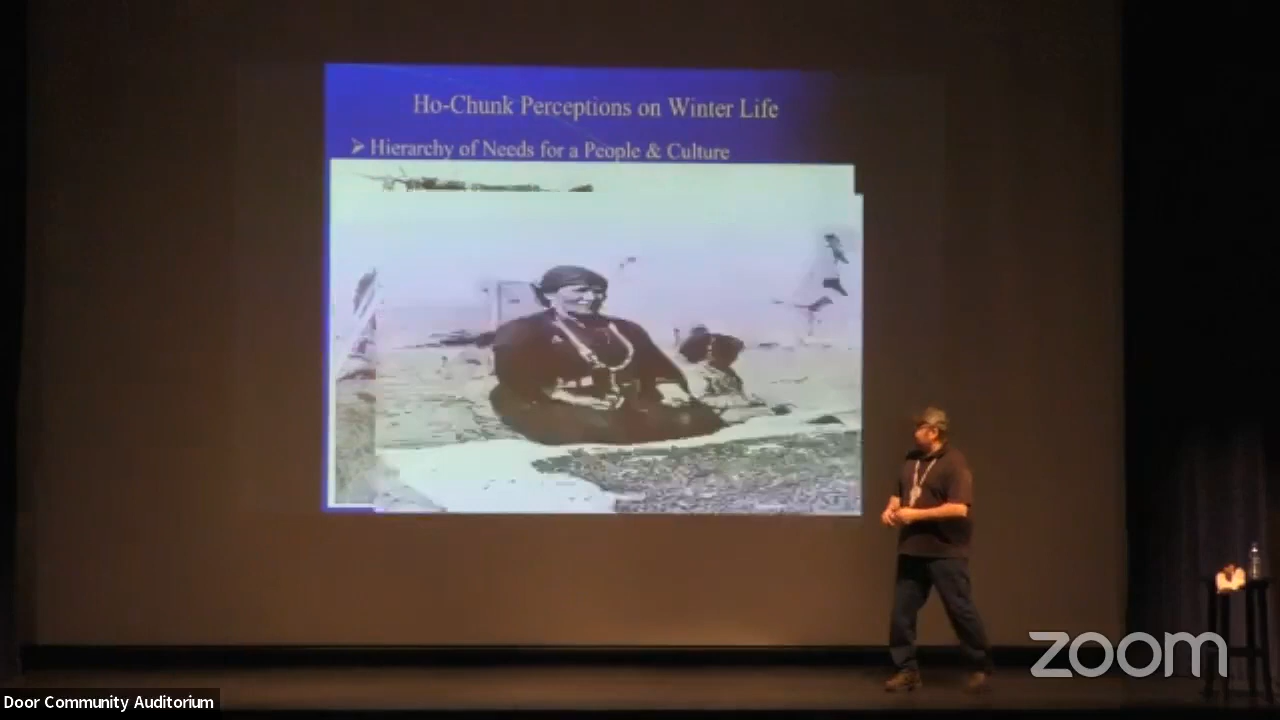 Ho-Chunk Perceptions on Winter Life
➢ Hierarchy of Needs for a People & Culture
zoom
Door Community Auditorium